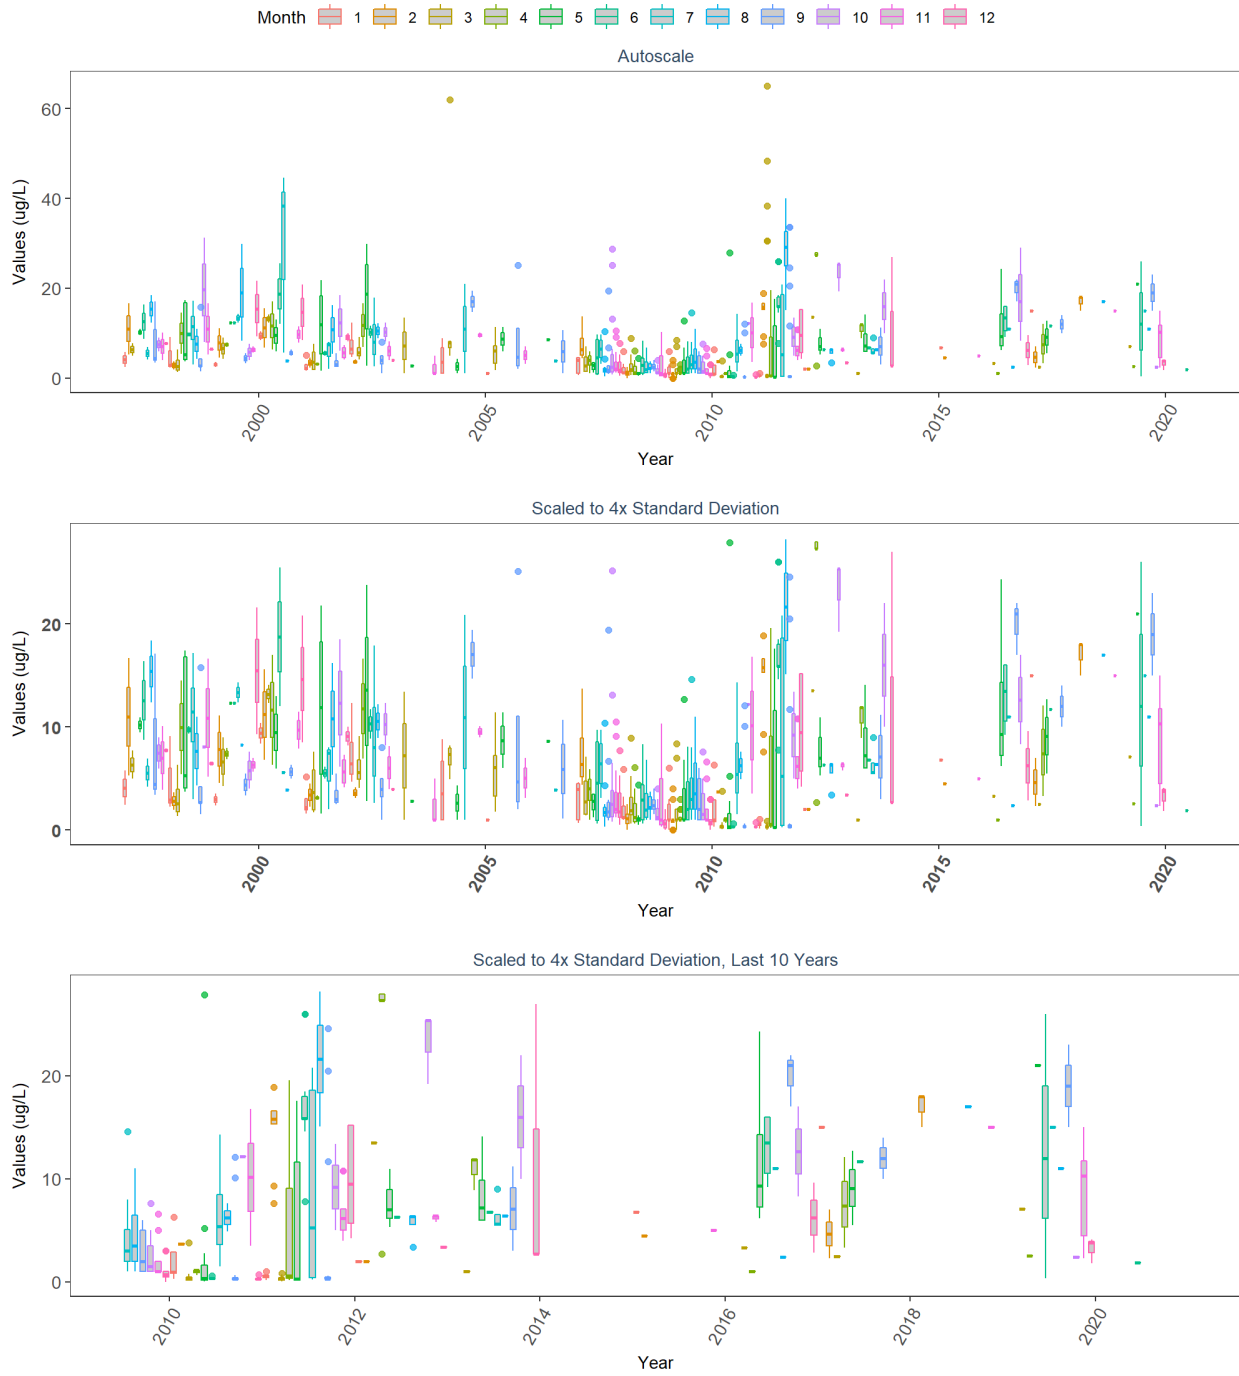 Month 1 2 3 4 5 6 7 8 9 10 11 12
Autoscale
Values (ug/L)
60
40
20
0
2000 2005 2010 2015 2020
Year
Scaled to 4x Standard Deviation
Values (ug/L)
20
10
0
2000 2005 2010 2015 2020
Year
Scaled to 4x Standard Deviation, Last 10 Years
Values (ug/L)
20
10
0
2010 2012 2014 2016 2018 2020
Year